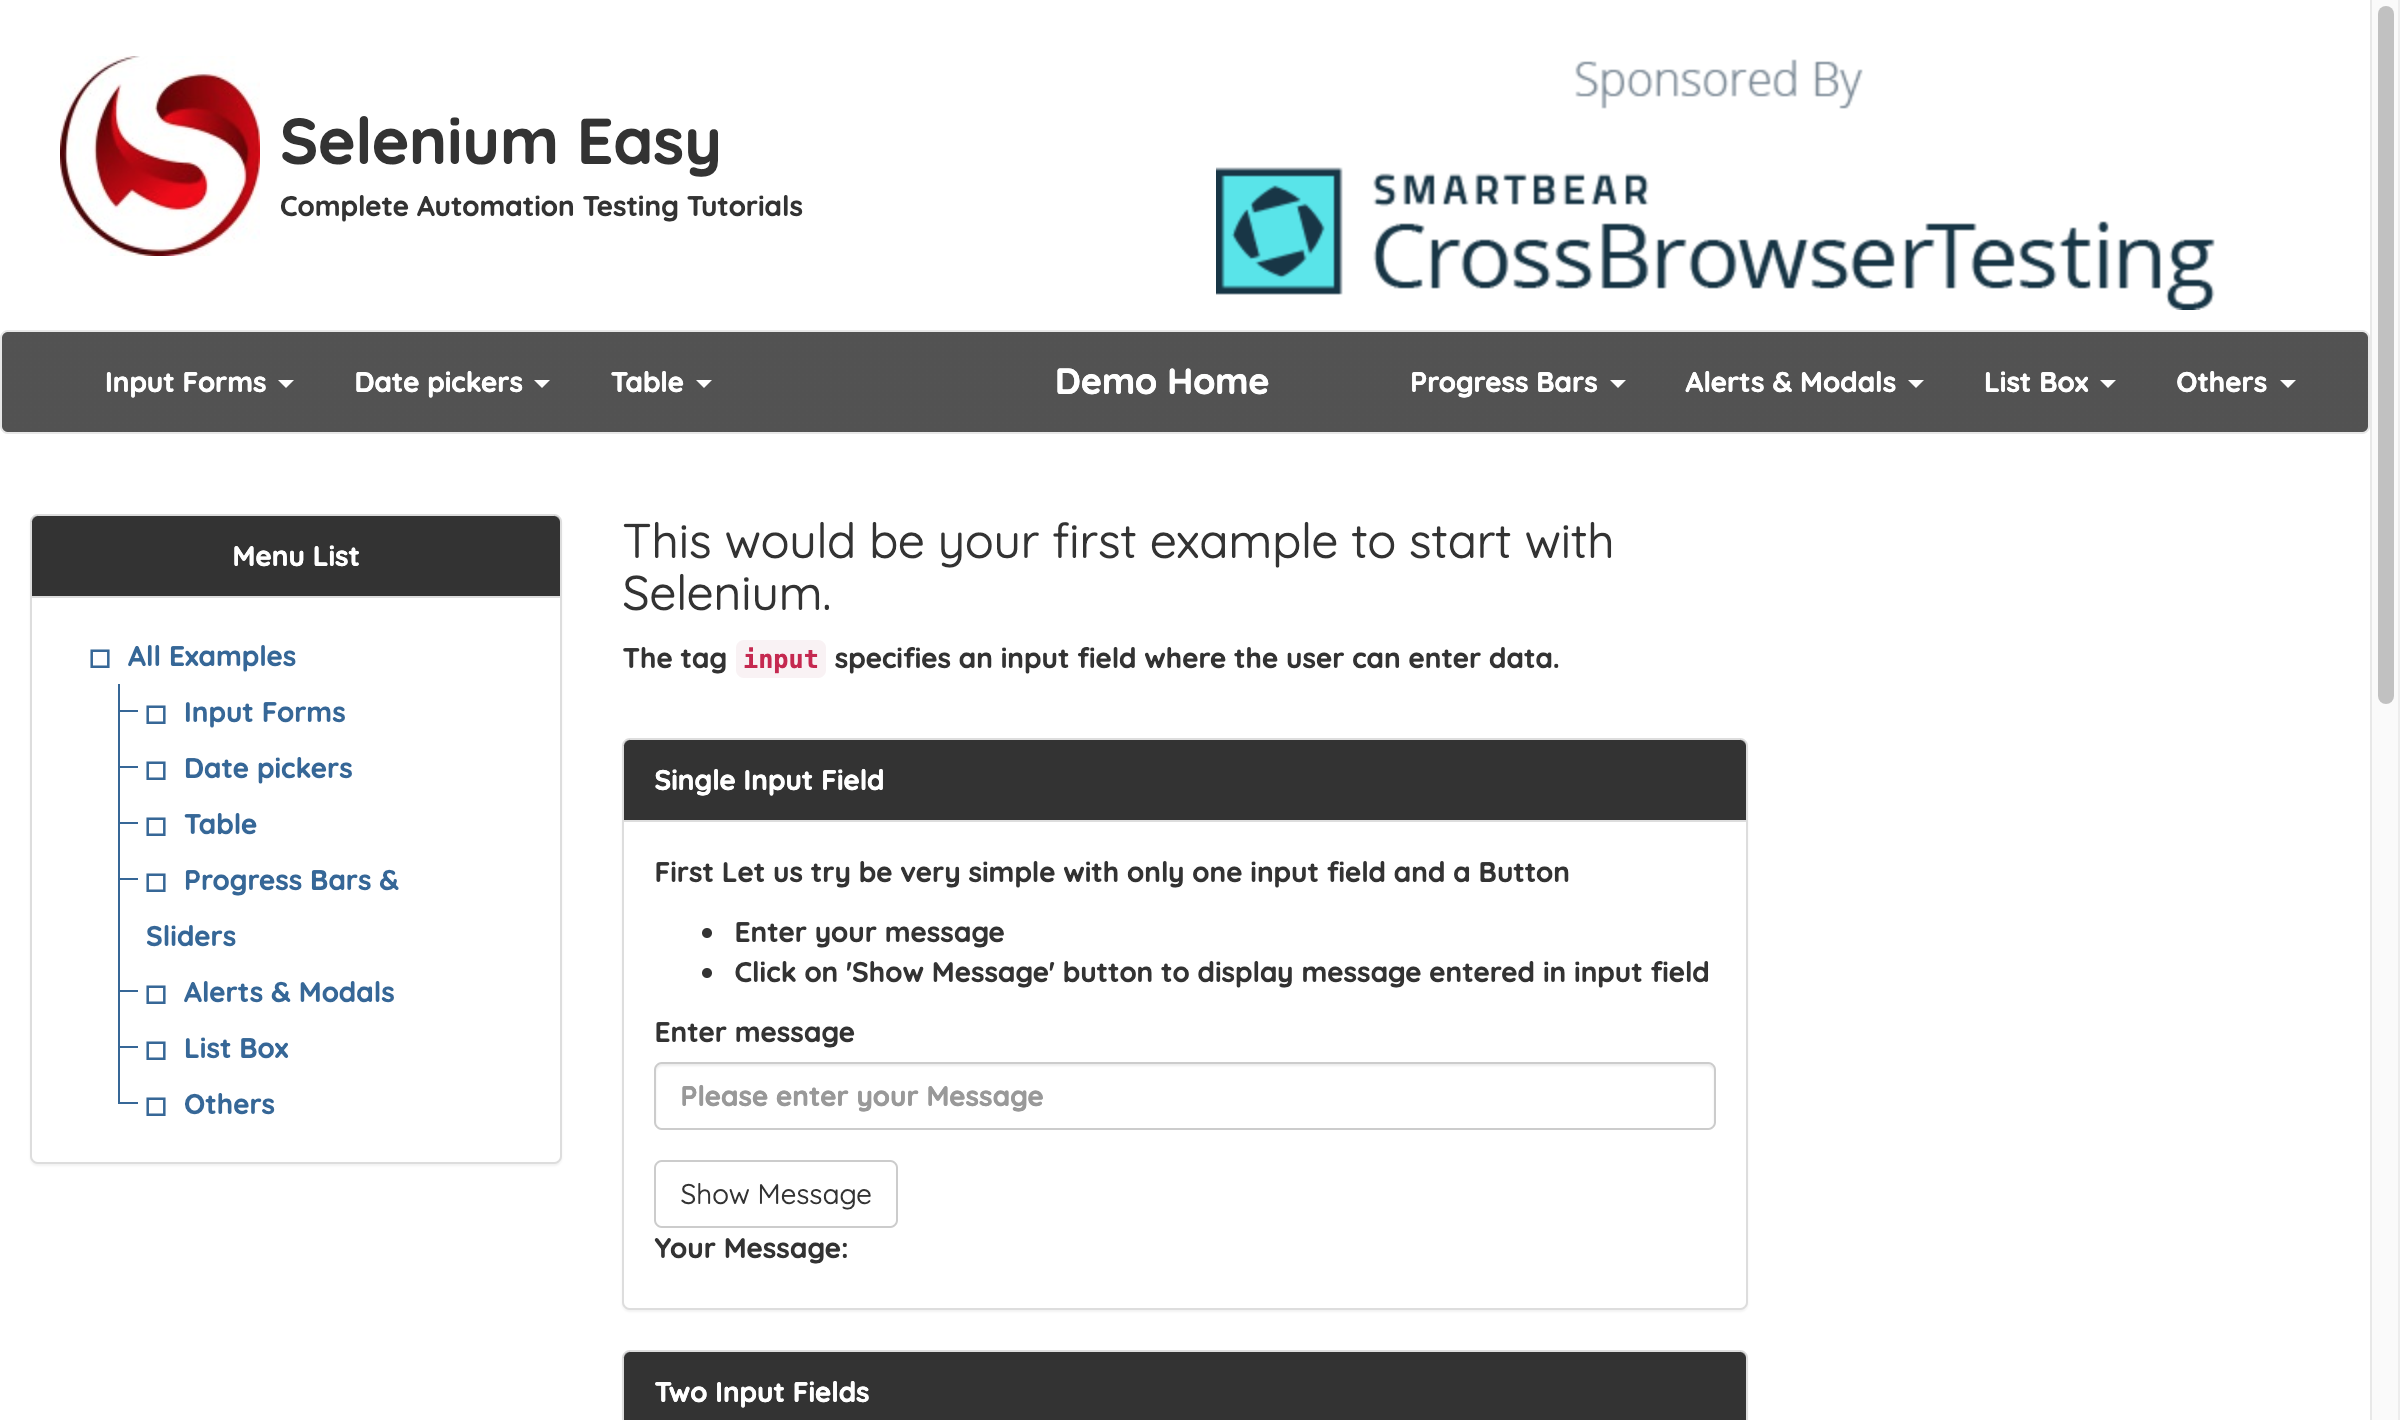 Selenium Easy
Complete Automation Testing Tutorials
Sponsored By
SMARTBEAR
CrossBrowserTesting
Input Forms
Date pickers
Table
Demo Home
Progress Bars
Alerts & Modals
List Box
Others
Menu List
All Examples
Input Forms
Date pickers
Table
Progress Bars &
Sliders
Alerts & Modals
List Box
Others
This would be your first example to start with
Selenium.
The tag input specifies an input field where the user can enter data.
Single Input Field
First Let us try be very simple with only one input field and a Button
Enter your message
Click on 'Show Message' button to display message entered in input field
Enter message
Please enter your Message
Show Message
Your Message:
Two Input Fields